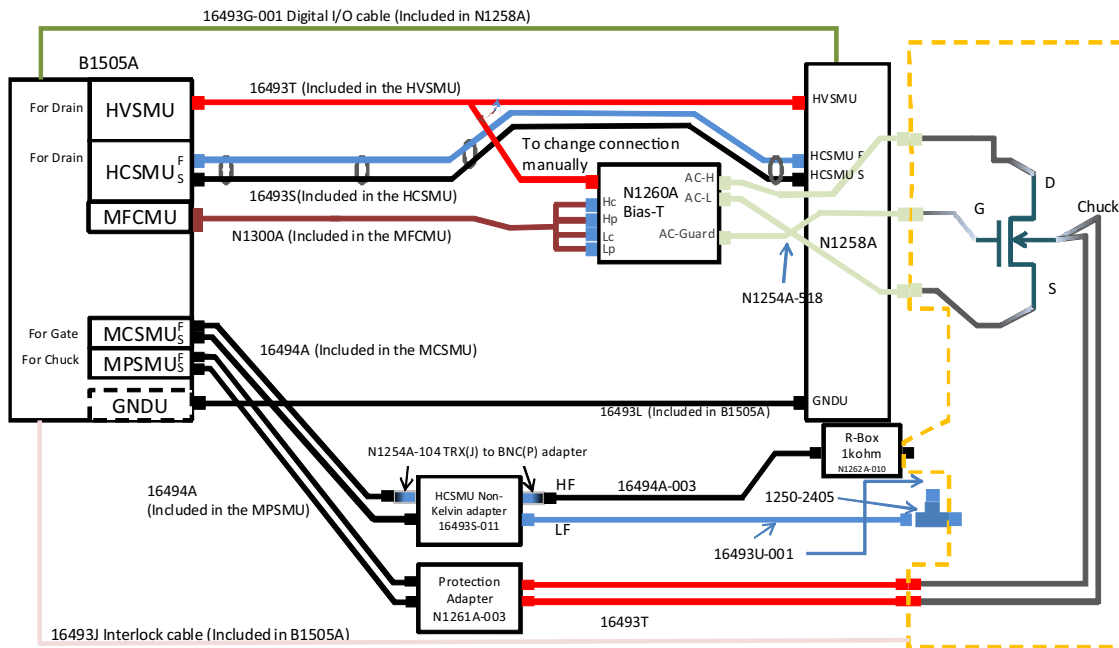 16493G-001 Digital I/O cable (Included in N1258A)
B1505A
For Drain
HVSMU
16493T (Included in the HVSMU)
HVSMU
For Drain
HCSMU
F
S
To change connection
manually
HCSMU F
HCSMU S
16493S(Included in the HCSMU)
MFCMU
N1300A (Included in the MFCMU)
N1260A
Bias-T
Hc
Hp
Lc
Lp
AC-H
AC-L
AC-Guard
N1258A
N1254A-518
D
G
S
Chuck
For Gate
MCSMU
F
S
For Chuck
MPSMU
F
S
16494A (Included in the MCSMU)
GNDU
16493L (Included in B1505A)
GNDU
R-Box
1kohm
N1262A-010
N1254A-104 TRX(J) to BNC(P) adapter
16494A
(Included in the MPSMU)
HCSMU Non-
Kelvin adapter
16493S-011
HF
LF
16494A-003
1250-2405
16493U-001
Protection
Adapter
N1261A-003
16493T
16493J Interlock cable (Included in B1505A)